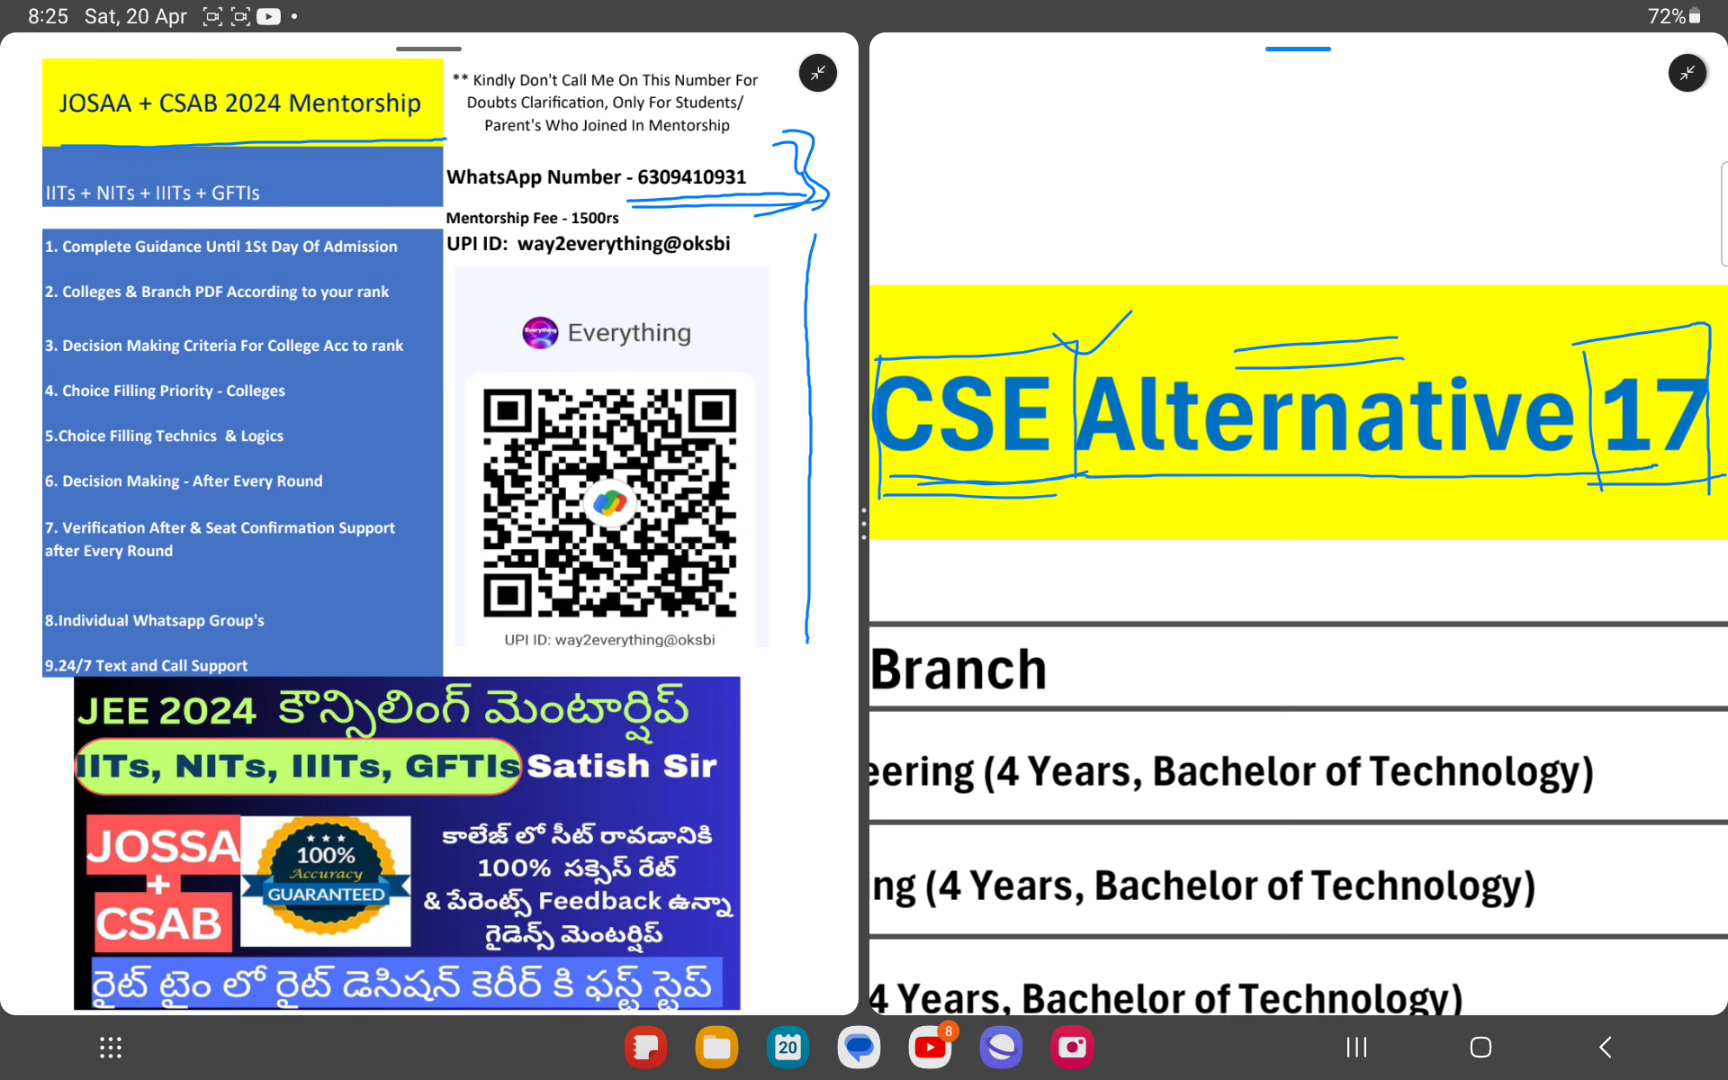 8:25 Sat, 20 Apr
72%
JOSAA + CSAB 2024 Mentorship
IITs + NITs + IIITs + GFTIs
1. Complete Guidance Until 1St Day Of Admission
2. Colleges & Branch PDF According to your rank
3. Decision Making Criteria For College Acc to rank
4. Choice Filling Priority - Colleges
5.Choice Filling Technics & Logics
6. Decision Making - After Every Round
7. Verification After & Seat Confirmation Support
after Every Round
8.Individual Whatsapp Group's
9.24/7 Text and Call Support
** Kindly Don't Call Me On This Number For
Doubts Clarification, Only For Students/
Parent's Who Joined In Mentorship
WhatsApp Number - 6309410931
Mentorship Fee - 1500rs
UPI ID: way2everything@oksbi
Everything
Everything
UPI ID: way2everything@oksbi
JEE 2024 కౌన్సిలింగ్ మెంటార్షిప్
IITs, NITs, IIITs, GFTIs Satish Sir
JOSSA
+
CSAB
100%
Accuracy
GUARANTEED
కాలేజ్ లో సీట్ రావడానికి
100% సక్సెస్ రేట్
& పేరెంట్స్ Feedback ఉన్నా
గైడెన్స్ మెంటర్షిప్
రైట్ టైం లో రైట్ డెసిషన్ కెరీర్ కి ఫస్ట్ స్టెప్
CSE Alternative 17
Branch
eering (4 Years, Bachelor of Technology)
ng (4 Years, Bachelor of Technology)
4 Years, Bachelor of Technology)
20
8